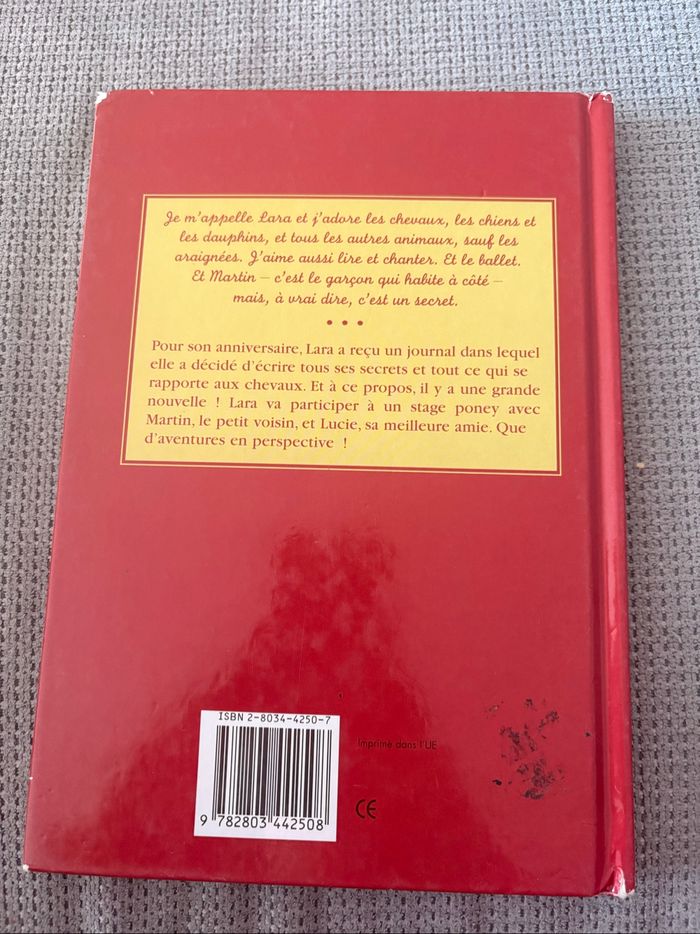 Je m'appelle Lara et j'adore les chevaux, les chiens et
les dauphins, et tous les autres animaux, sauf les
araignées. J'aime aussi lire et chanter. Et le ballet.
Et Martin – c'est le garçon qui habite à côté –
mais, à vrai dire, c'est un secret.
• • •
Pour son anniversaire, Lara a reçu un journal dans lequel
elle a décidé d'écrire tous ses secrets et tout ce qui se
rapporte aux chevaux. Et à ce propos, il y a une grande
nouvelle ! Lara va participer à un stage poney avec
Martin, le petit voisin, et Lucie, sa meilleure amie. Que
d'aventures en perspective !
ISBN 2-8034-4250-7
Imprimé dans l'UE
CE
9 782803 442508